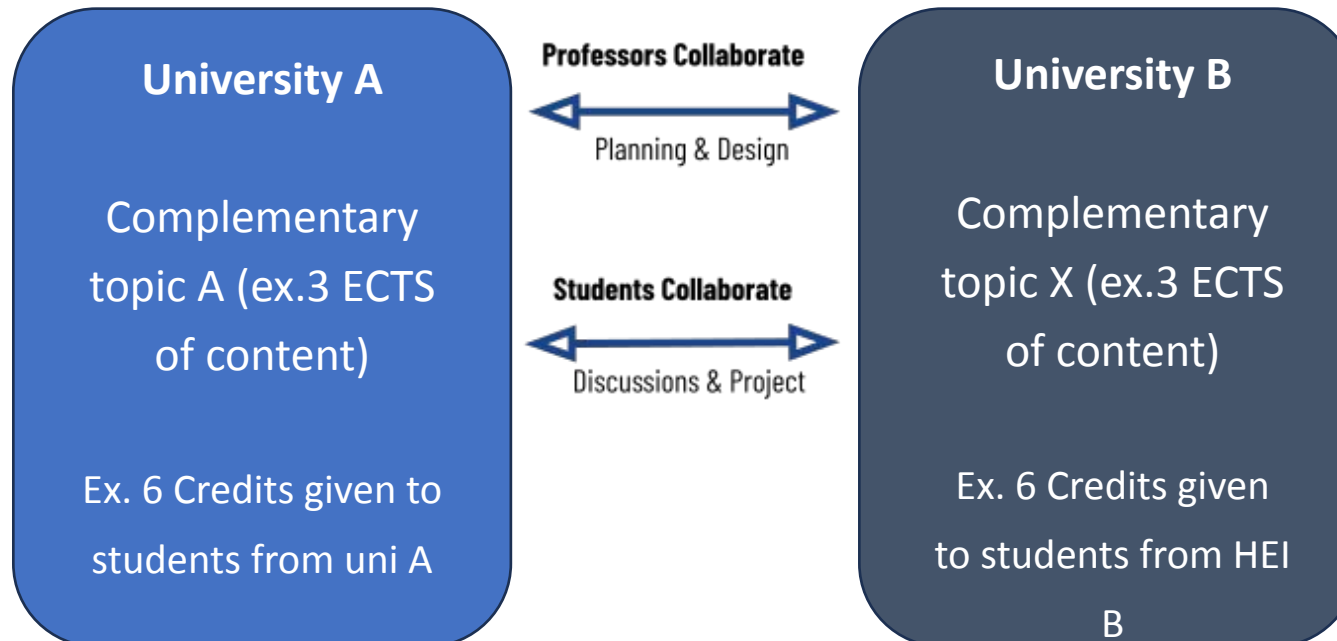 University A
Complementary
topic A (ex.3 ECTS
of content)
Ex. 6 Credits given to
students from uni A
Professors Collaborate
Planning & Design
Students Collaborate
Discussions & Project
University B
Complementary
topic X (ex.3 ECTS
of content)
Ex. 6 Credits given
to students from HEI
B